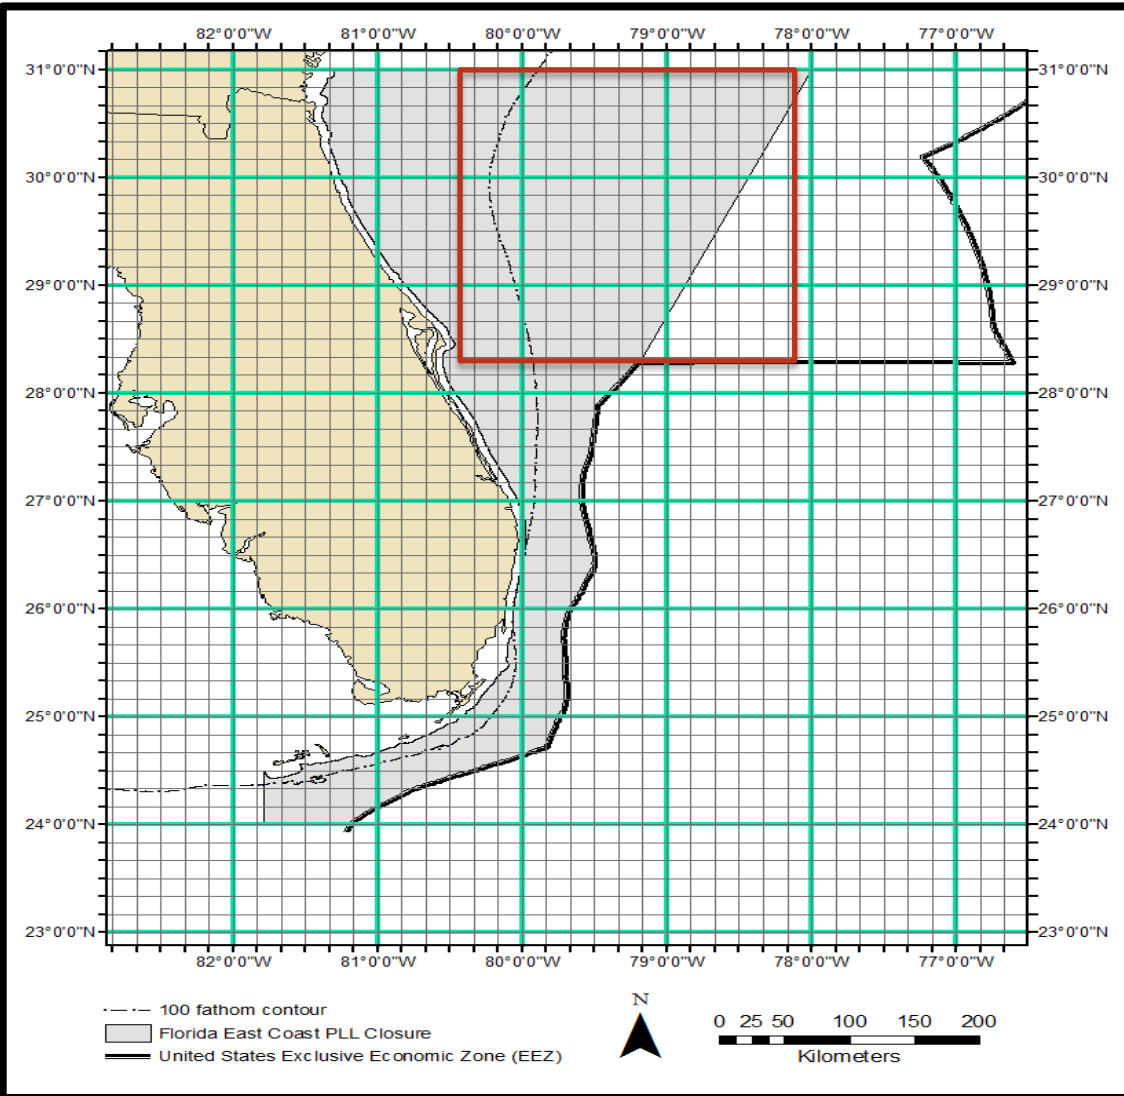 82°0'0"W 81°0'0"W 80°0'0"W 79°0'0"W 78°0'0"W 77°0'0"W
31°0'0"N 31°0'0"N
30°0'0"N 30°0'0"N
29°0'0"N 29°0'0"N
28°0'0"N 28°0'0"N
27°0'0"N 27°0'0"N
26°0'0"N 26°0'0"N
25°0'0"N 25°0'0"N
24°0'0"N 24°0'0"N
23°0'0"N 23°0'0"N
82°0'0"W 81°0'0"W 80°0'0"W 79°0'0"W 78°0'0"W 77°0'0"W
100 fathom contour
Florida East Coast PLL Closure
United States Exclusive Economic Zone (EEZ)
N
0 25 50 100 150 200
Kilometers